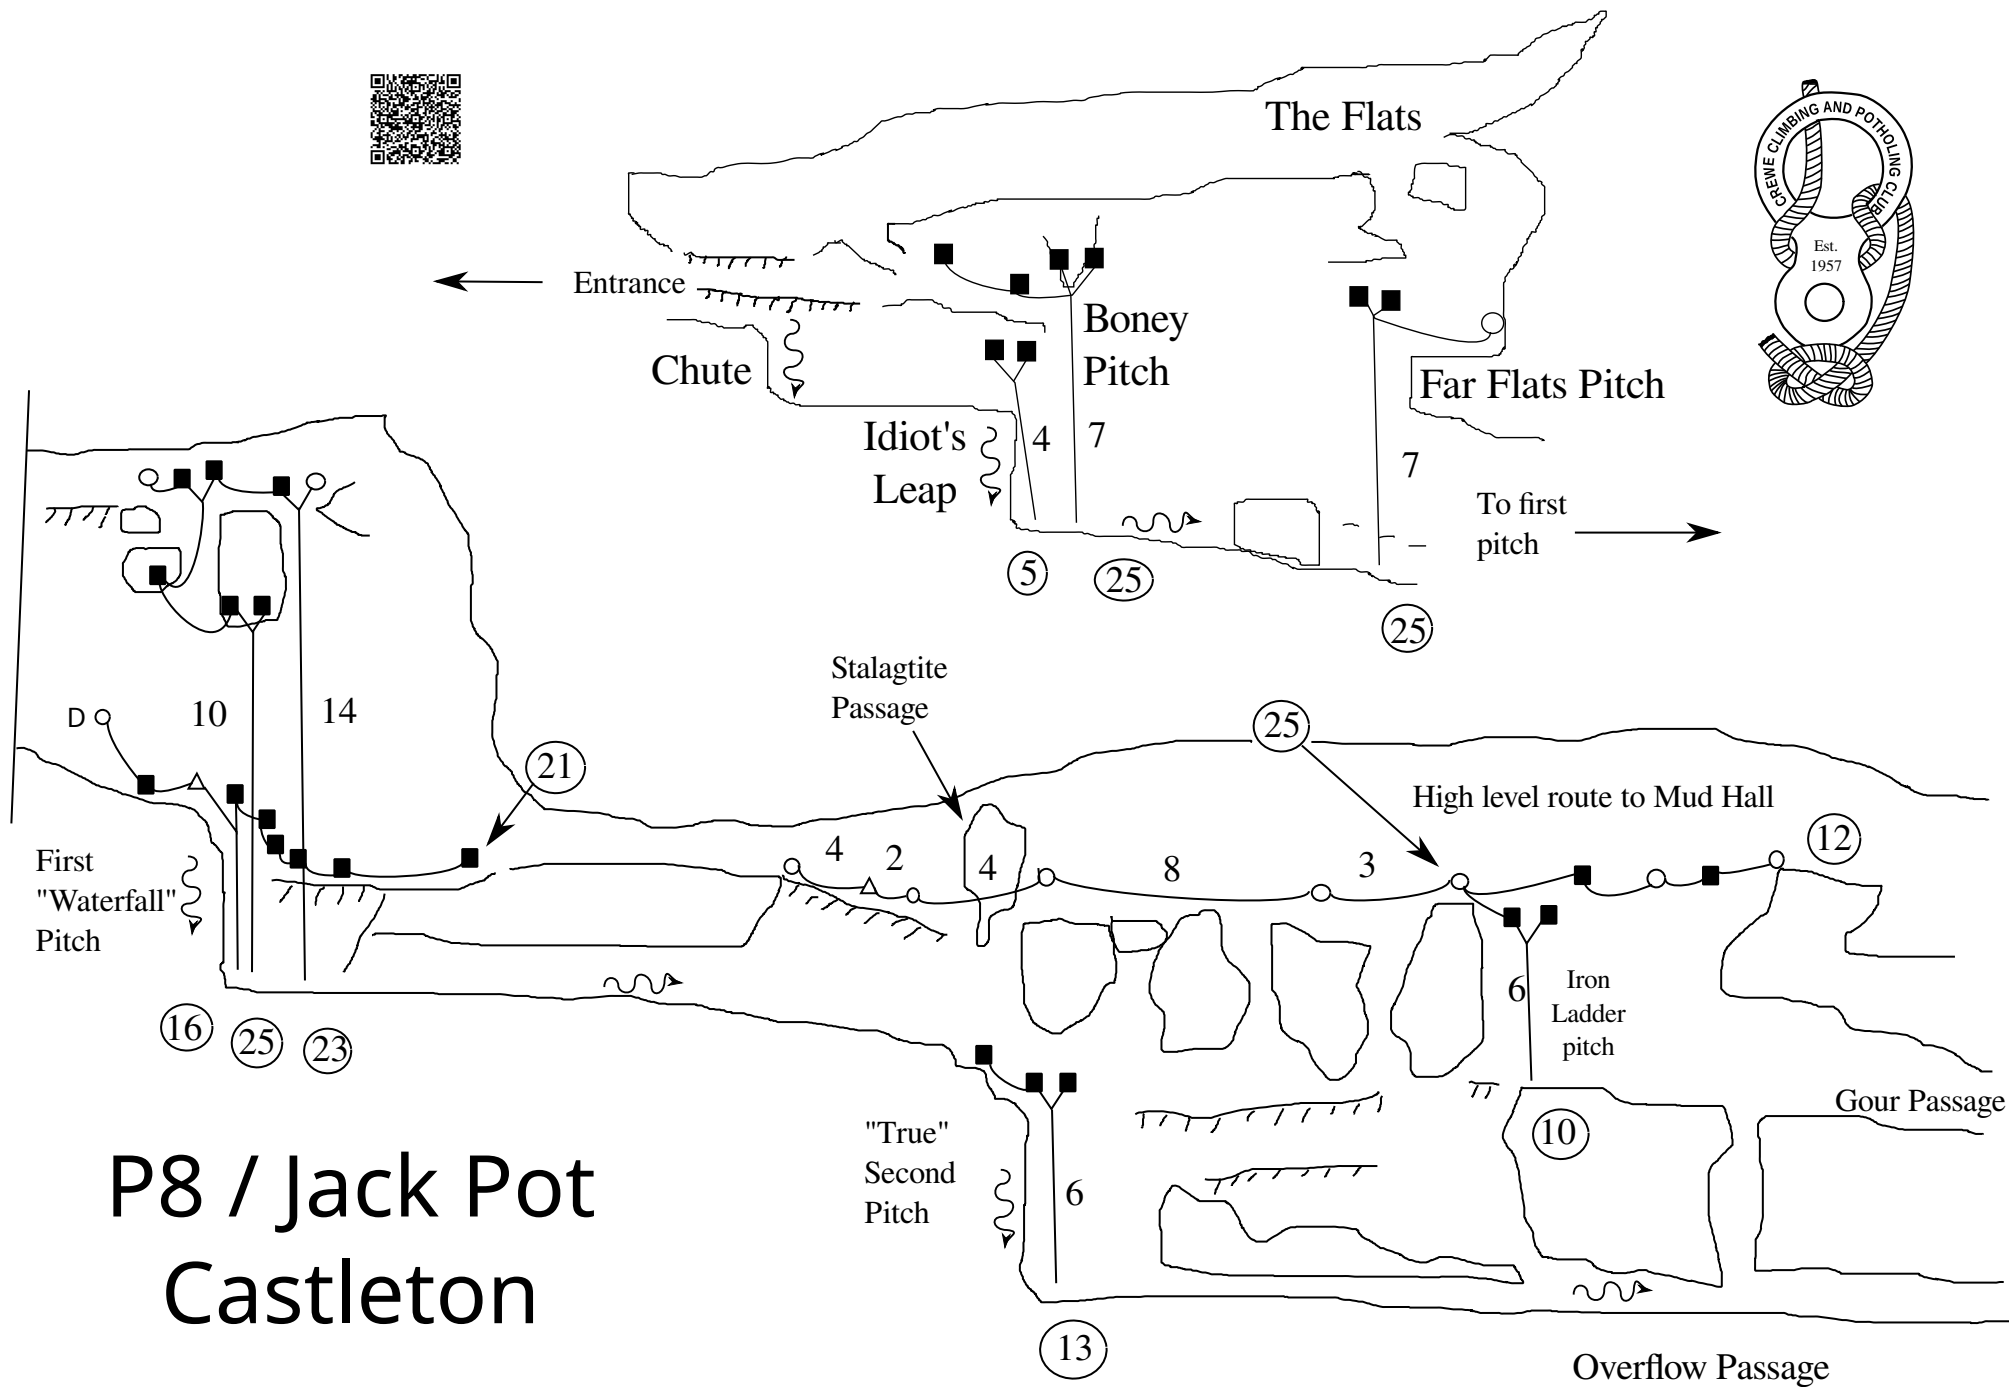 The Flats
CREWE CLIMBING AND POTHOLING CLUB
Est.
1957
Entrance
Boney
Pitch
Chute
Far Flats Pitch
Idiot's
Leap
4
7
7
To first
pitch
5
25
25
Stalagtite
Passage
D
10
14
21
25
High level route to Mud Hall
12
4
2
4
8
3
First
"Waterfall"
Pitch
6
Iron
Ladder
pitch
16
25
23
Gour Passage
10
"True"
Second
Pitch
6
P8 / Jack Pot
Castleton
13
Overflow Passage